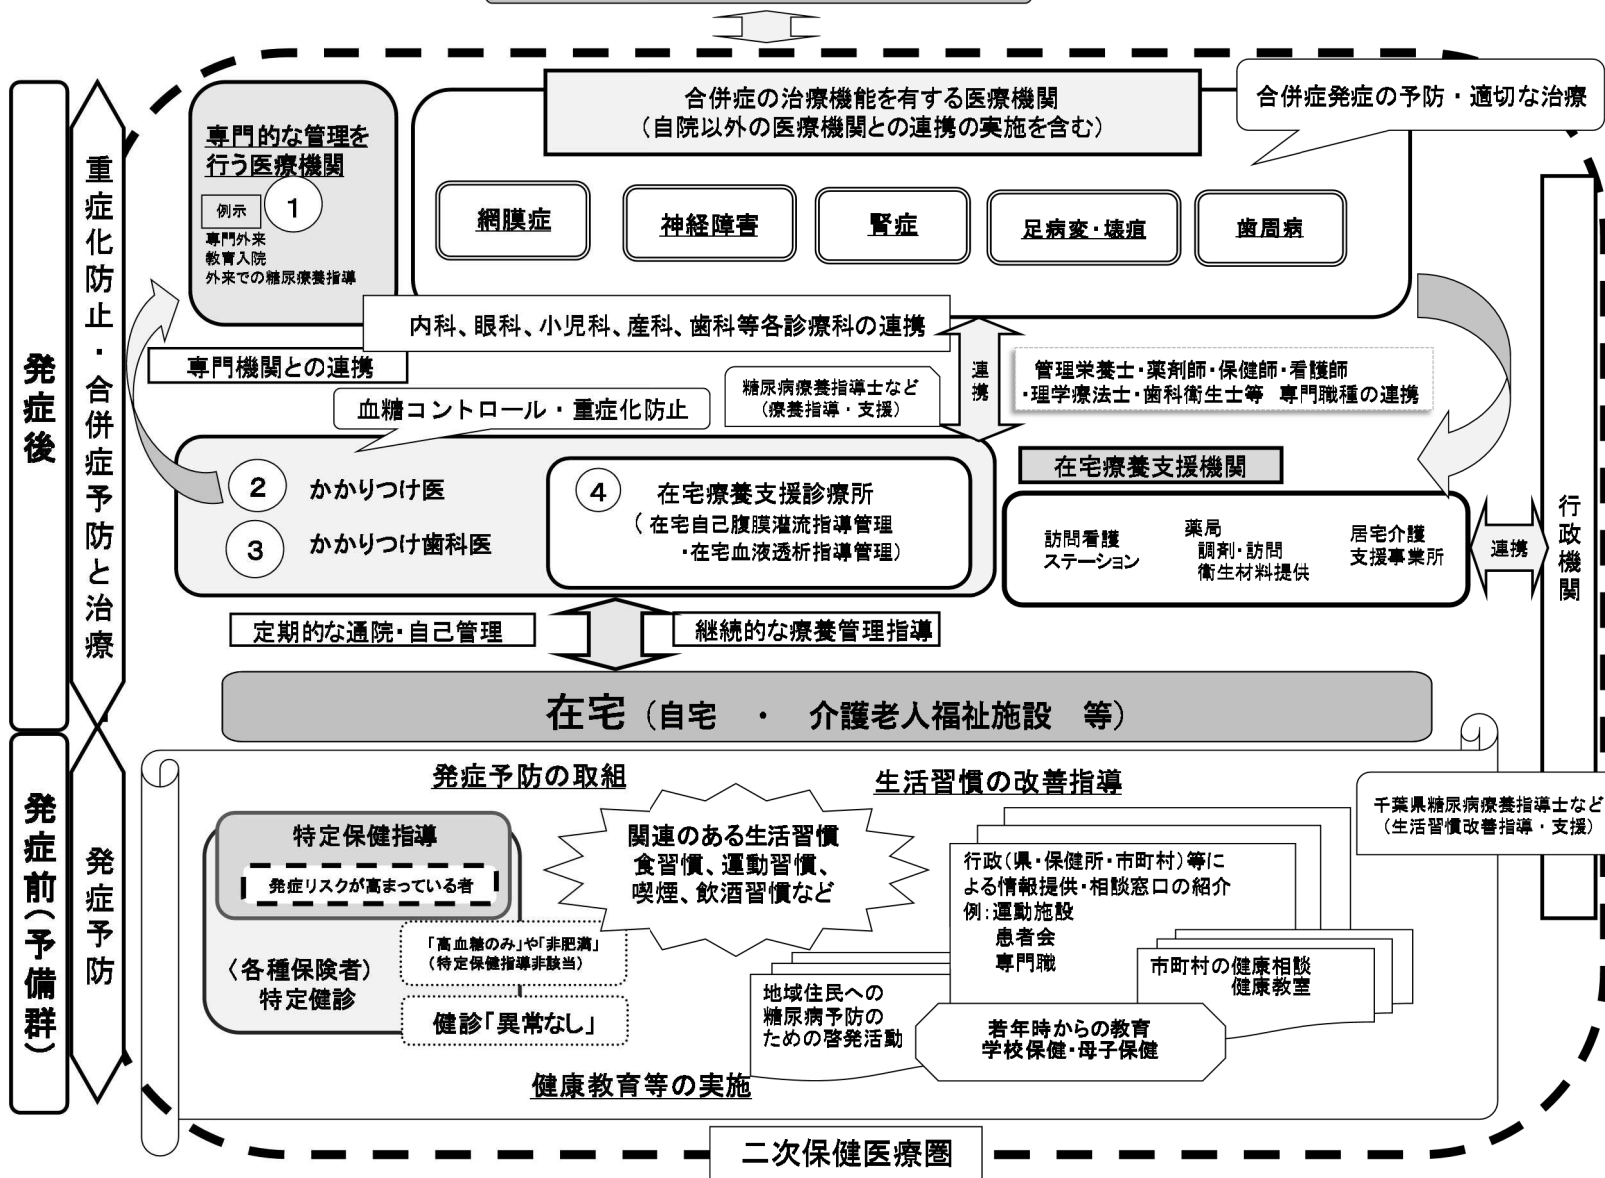 合併症の治療機能を有する医療機関
（自院以外の医療機関との連携の実施を含む）
合併症発症の予防・適切な治療
専門的な管理を
行う医療機関
例示
1
専門外来
教育入院
外来での糖尿療養指導
網膜症
神経障害
腎症
足病変・壊疽
歯周病
発症後
重症化防止・合併症予防と治療
内科、眼科、小児科、産科、歯科等各診療科の連携
専門機関との連携
血糖コントロール・重症化防止
糖尿病療養指導士など
（療養指導・支援）
連携
管理栄養士・薬剤師・保健師・看護師
・理学療法士・歯科衛生士等 専門職種の連携
2 かかりつけ医
3 かかりつけ歯科医
4 在宅療養支援診療所
（在宅自己腹膜灌流指導管理
・在宅血液透析指導管理）
在宅療養支援機関
訪問看護
ステーション
薬局
調剤・訪問
衛生材料提供
居宅介護
支援事業所
連携
行政機関
定期的な通院・自己管理
継続的な療養管理指導
在宅（自宅 ・ 介護老人福祉施設 等）
発症前（予備群）
発症予防
発症予防の取組
生活習慣の改善指導
千葉県糖尿病療養指導士など
（生活習慣改善指導・支援）
特定保健指導
発症リスクが高まっている者
関連のある生活習慣
食習慣、運動習慣、
喫煙、飲酒習慣など
行政（県・保健所・市町村）等に
よる情報提供・相談窓口の紹介
例：運動施設
患者会
専門職
「高血糖のみ」や「非肥満」
（特定保健指導非該当）
〈各種保険者〉
特定健診
健診「異常なし」
市町村の健康相談
健康教室
地域住民への
糖尿病予防の
ための啓発活動
若年時からの教育
学校保健・母子保健
健康教育等の実施
二次保健医療圏